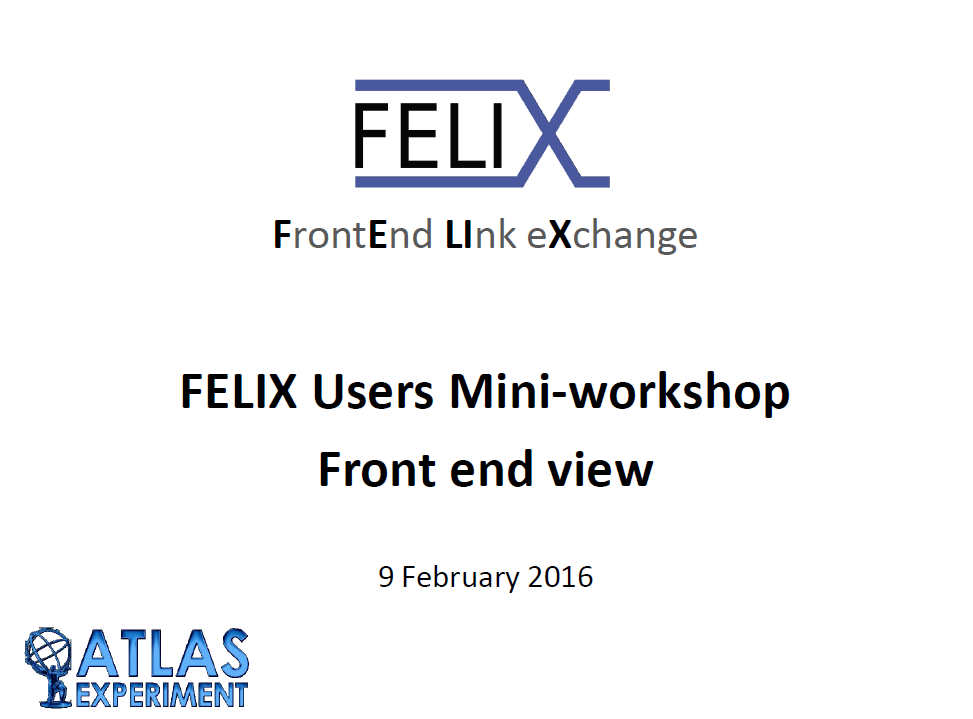 FELIX
FrontEnd LInk eXchange
FELIX Users Mini-workshop
Front end view
9 February 2016
ATLAS
EXPERIMENT